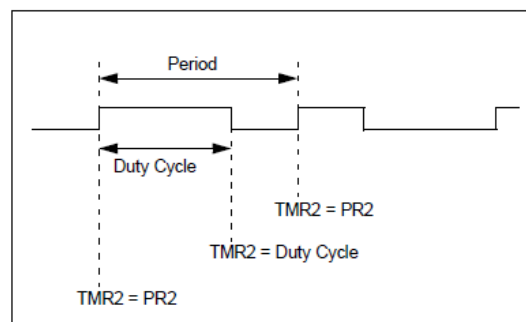 Period
Duty Cycle
TMR2 = PR2
TMR2 = Duty Cycle
TMR2 = PR2